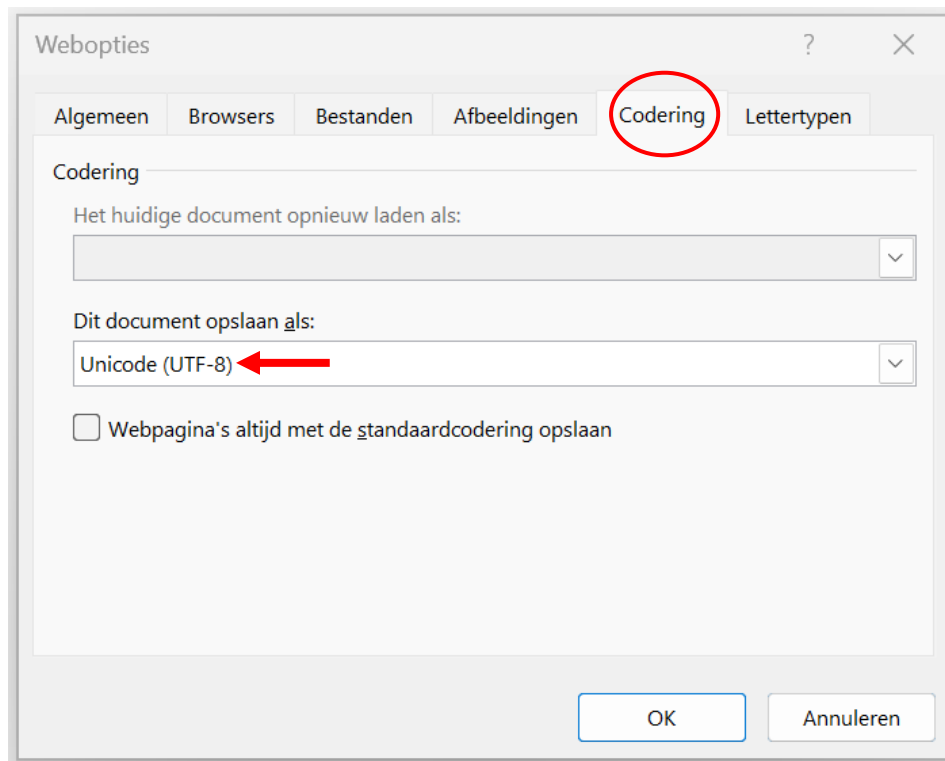 Webopties
Algemeen Browsers Bestanden Afbeeldingen Codering Lettertypen
Codering
Het huidige document opnieuw laden als:
Dit document opslaan als:
Unicode (UTF-8)
Webpagina's altijd met de standaardcodering opslaan
OK Annuleren